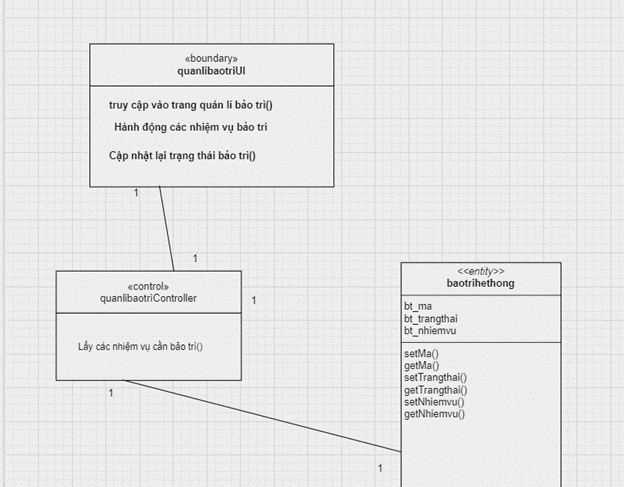 «boundary»
quanlibaotriUI
truy cập vào trang quán lí bảo trì()
Hành động các nhiệm vụ bảo trì
Cập nhật lại trạng thái bảo trì()
1
1
«control»
quanlibaotriController
1
Lấy các nhiệm vụ cần bảo trì()
1
<<entity>>
baotrihethong
bt_ma
bt_trangthai
bt_nhiemvu
setMa()
getMa()
setTrangthai()
getTrangthai()
setNhiemvu()
getNhiemvu()
1